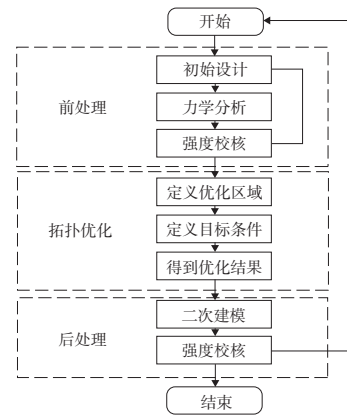 开始
初始设计
前处理
力学分析
强度校核
定义优化区域
拓扑优化
定义目标条件
得到优化结果
二次建模
后处理
强度校核
结束